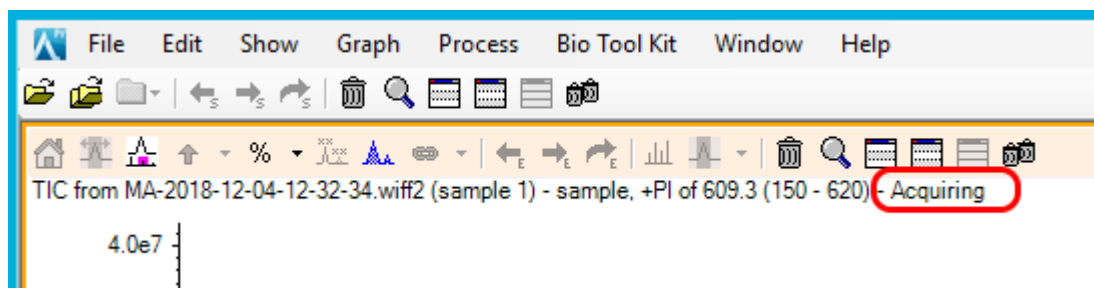 File Edit Show Graph Process Bio Tool Kit Window Help
%
TIC from MA-2018-12-04-12-32-34.wiff2 (sample 1) - sample, +PI of 609.3 (150 - 620) - Acquiring
4.0e7